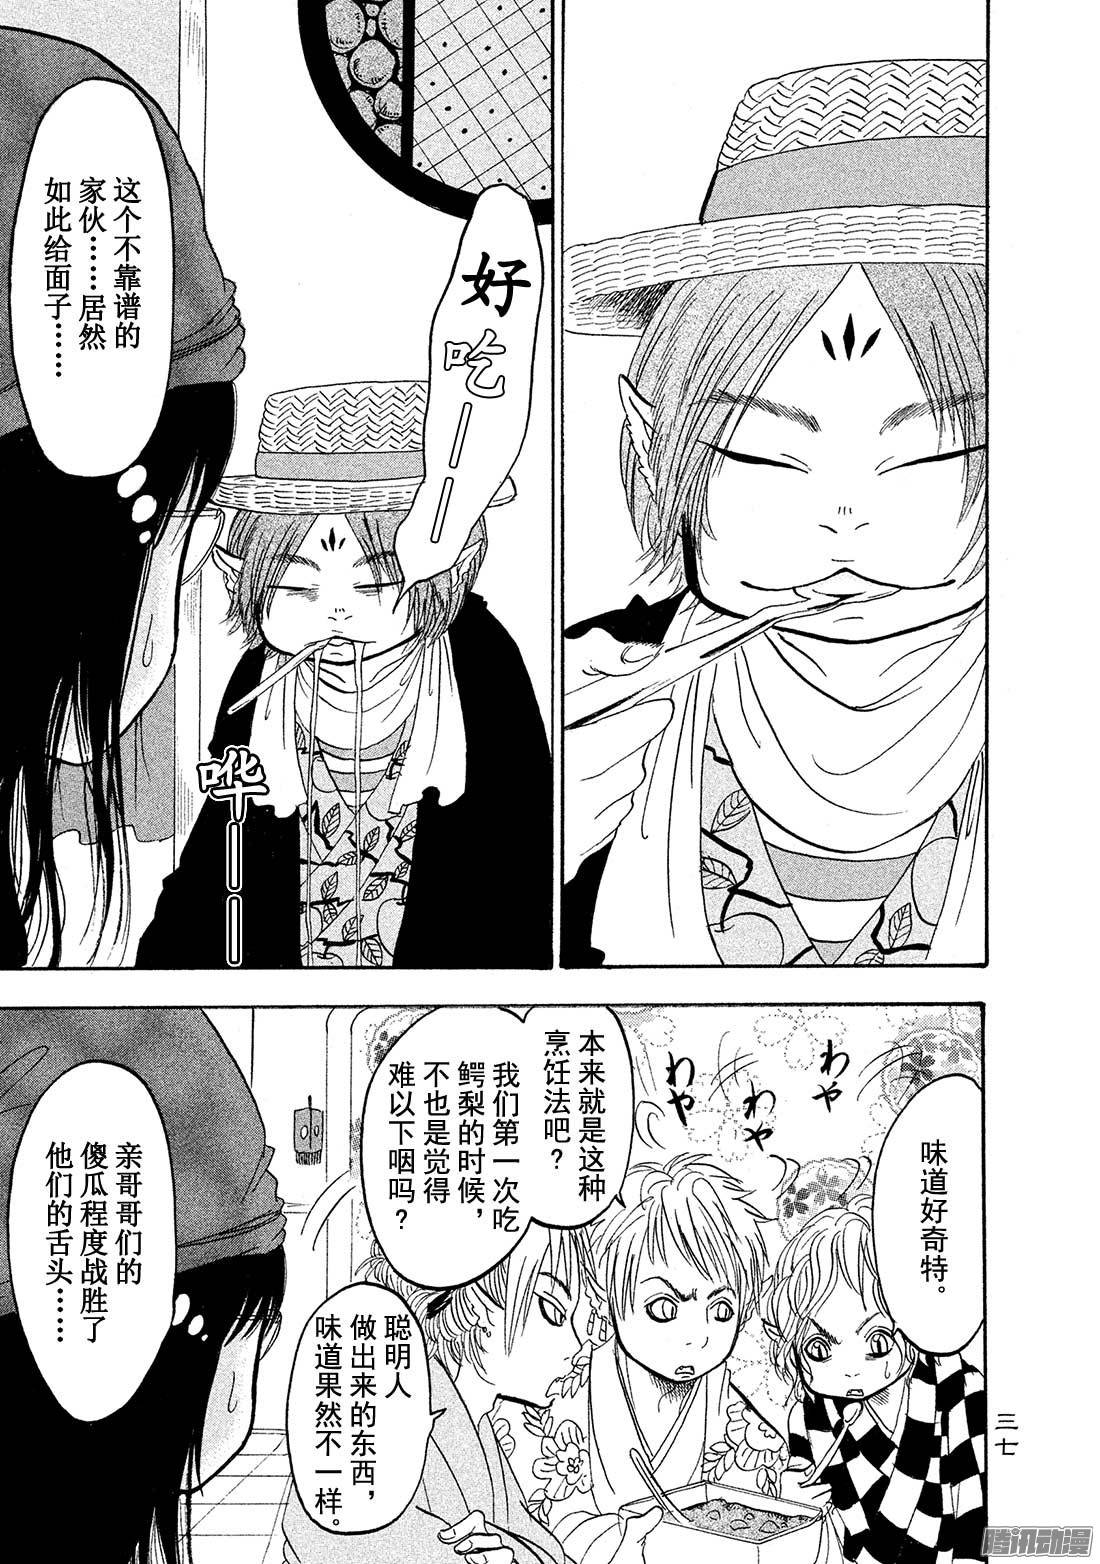 好
吃———
哗———
这个不靠谱的
家伙……居然
如此给面子……
味道好奇特。
わや
わや
本来就是这种
烹饪法吧？
我们第一次吃
鳄梨的时候，
不也是觉得
难以下咽吗？
聪明人
做出来的东西，
味道果然不一样。
亲哥哥们的
傻瓜程度战胜了
他们的舌头……
三七
腾讯动漫